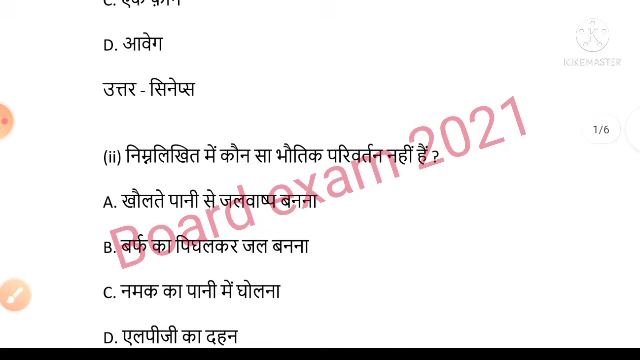 C. एक्सॉन
D. आवेग
उत्तर - सिनेप्स
(ii) निम्नलिखित में कौन सा भौतिक परिवर्तन नहीं हैं ?
A. खौलते पानी से जलवाष्प बनना
B. बर्फ का पिघलकर जल बनना
C. नमक का पानी में घोलना
D. एलपीजी का दहन
Board exam 2021
1/6
KINEMASTER